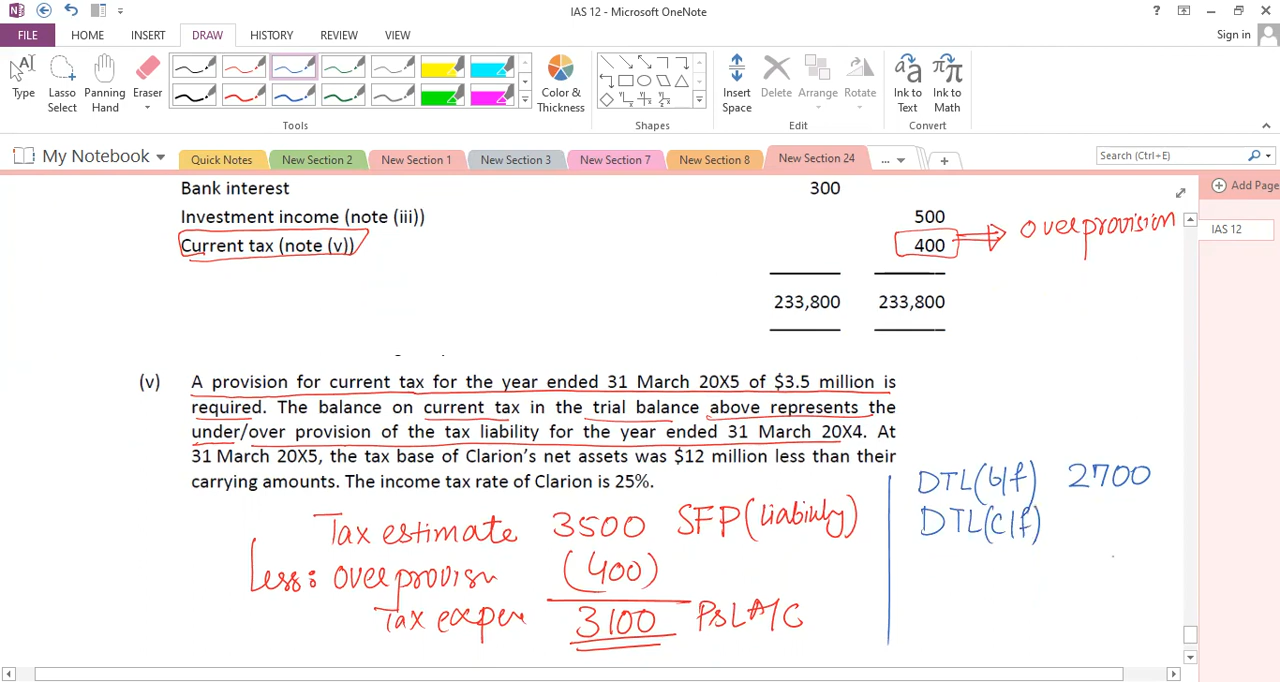 IAS 12 - Microsoft OneNote
?
Sign in
FILE HOME INSERT DRAW HISTORY REVIEW VIEW
Type
Lasso Select
Panning Hand
Eraser
Color & Thickness
Insert Space
Delete
Arrange
Rotate
Ink to Text
Ink to Math
Tools
Shapes
Edit
Convert
My Notebook
Quick Notes
New Section 2
New Section 1
New Section 3
New Section 7
New Section 8
New Section 24
...
Search (Ctrl+E)
Add Page
IAS 12
Bank interest 300
Investment income (note (iii)) 500
Current tax (note (v)) 400 Overprovision
233,800 233,800
(v) A provision for current tax for the year ended 31 March 20X5 of $3.5 million is
required. The balance on current tax in the trial balance above represents the
under/over provision of the tax liability for the year ended 31 March 20X4. At
31 March 20X5, the tax base of Clarion's net assets was $12 million less than their
carrying amounts. The income tax rate of Clarion is 25%.
DTL(b/f) 2700
DTL(c/f)
Tax estimate 3500 SFP(liability)
Less: Overprovisn (400)
Tax expen 3100 P&L A/C